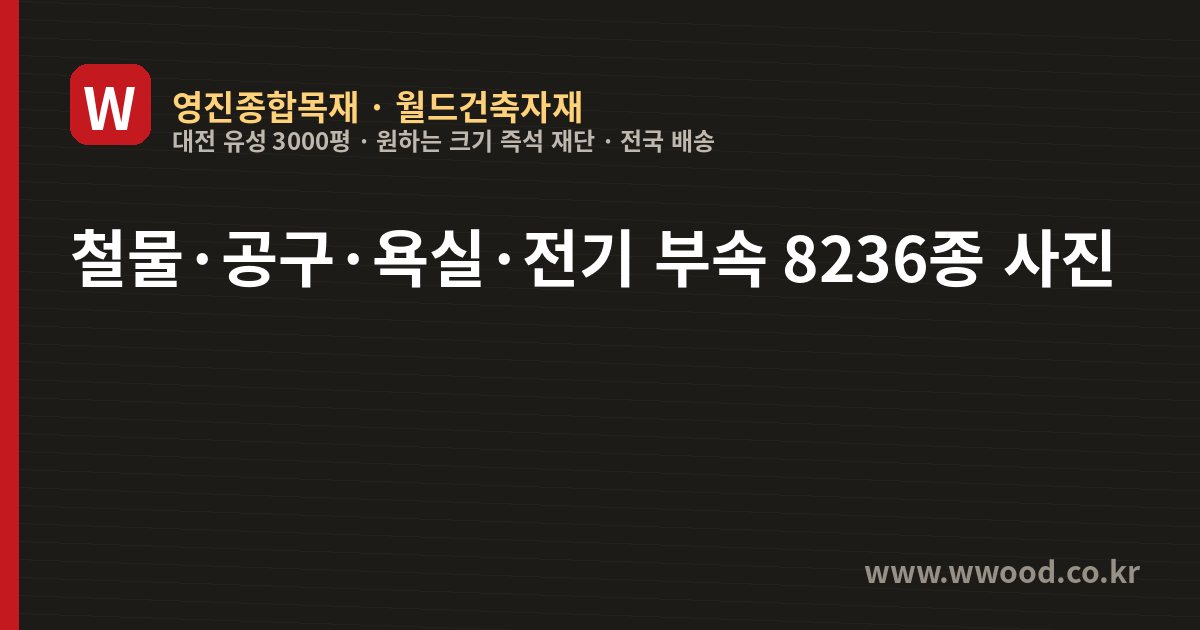 W
영진종합목재 · 월드건축자재
대전 유성 3000평 · 원하는 크기 즉석 재단 · 전국 배송
철물·공구·욕실·전기 부속 8236종 사진
www.wwood.co.kr